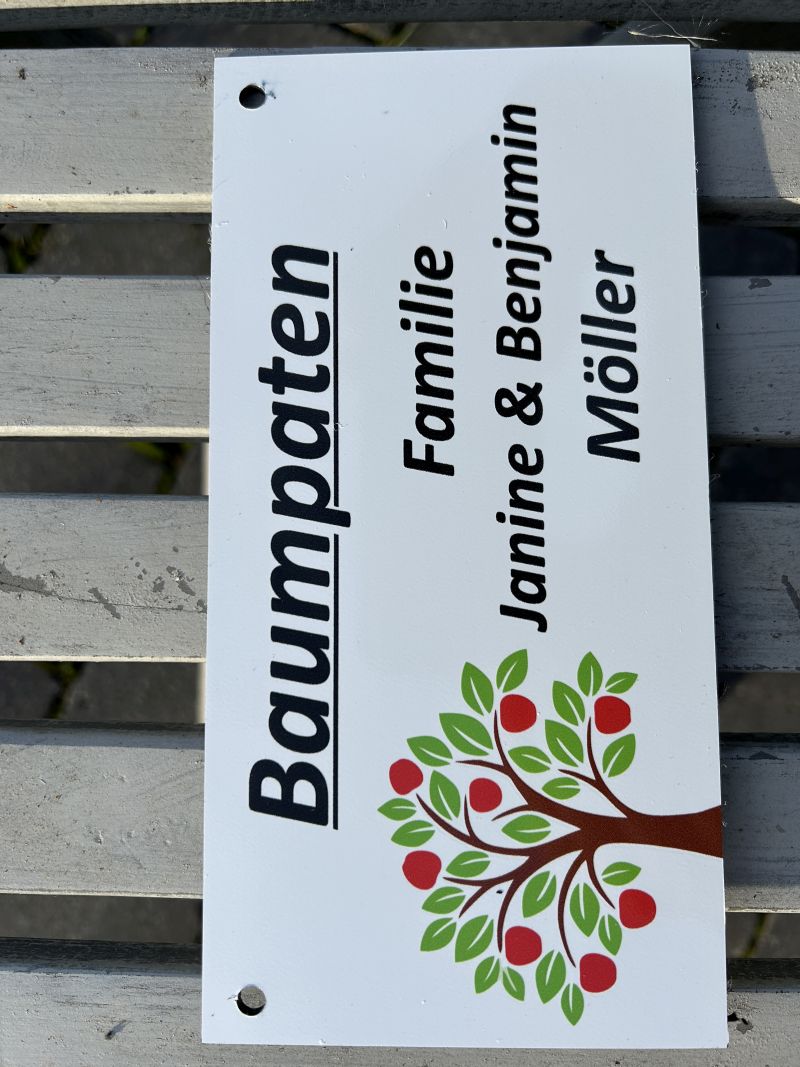 Baumpaten
Familie
Janine & Benjamin
Möller